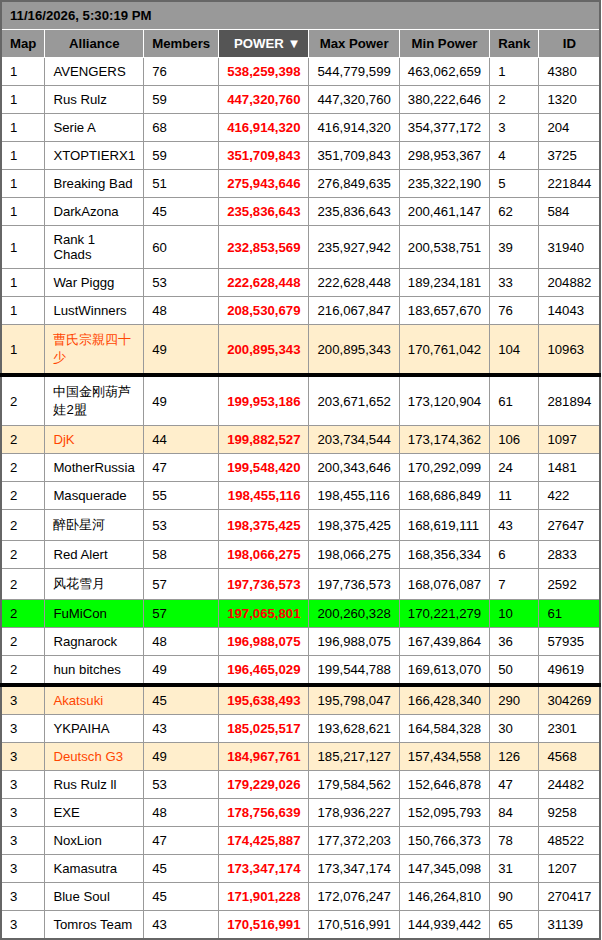 11/16/2026, 5:30:19 PM
Map Alliance Members POWER ▼ Max Power Min Power Rank ID
1 AVENGERS 76 538,259,398 544,779,599 463,062,659 1 4380
1 Rus Rulz 59 447,320,760 447,320,760 380,222,646 2 1320
1 Serie A 68 416,914,320 416,914,320 354,377,172 3 204
1 XTOPTIERX1 59 351,709,843 351,709,843 298,953,367 4 3725
1 Breaking Bad 51 275,943,646 276,849,635 235,322,190 5 221844
1 DarkAzona 45 235,836,643 235,836,643 200,461,147 62 584
1 Rank 1 Chads 60 232,853,569 235,927,942 200,538,751 39 31940
1 War Piggg 53 222,628,448 222,628,448 189,234,181 33 204882
1 LustWinners 48 208,530,679 216,067,847 183,657,670 76 14043
1 曹氏宗親四十少 49 200,895,343 200,895,343 170,761,042 104 10963
2 中国金刚葫芦娃2盟 49 199,953,186 203,671,652 173,120,904 61 281894
2 DjK 44 199,882,527 203,734,544 173,174,362 106 1097
2 MotherRussia 47 199,548,420 200,343,646 170,292,099 24 1481
2 Masquerade 55 198,455,116 198,455,116 168,686,849 11 422
2 醉卧星河 53 198,375,425 198,375,425 168,619,111 43 27647
2 Red Alert 58 198,066,275 198,066,275 168,356,334 6 2833
2 风花雪月 57 197,736,573 197,736,573 168,076,087 7 2592
2 FuMiCon 57 197,065,801 200,260,328 170,221,279 10 61
2 Ragnarock 48 196,988,075 196,988,075 167,439,864 36 57935
2 hun bitches 49 196,465,029 199,544,788 169,613,070 50 49619
3 Akatsuki 45 195,638,493 195,798,047 166,428,340 290 304269
3 YKPAIHA 43 185,025,517 193,628,621 164,584,328 30 2301
3 Deutsch G3 49 184,967,761 185,217,127 157,434,558 126 4568
3 Rus Rulz ll 53 179,229,026 179,584,562 152,646,878 47 24482
3 EXE 48 178,756,639 178,936,227 152,095,793 84 9258
3 NoxLion 47 174,425,887 177,372,203 150,766,373 78 48522
3 Kamasutra 45 173,347,174 173,347,174 147,345,098 31 1207
3 Blue Soul 45 171,901,228 172,076,247 146,264,810 90 270417
3 Tomros Team 43 170,516,991 170,516,991 144,939,442 65 31139